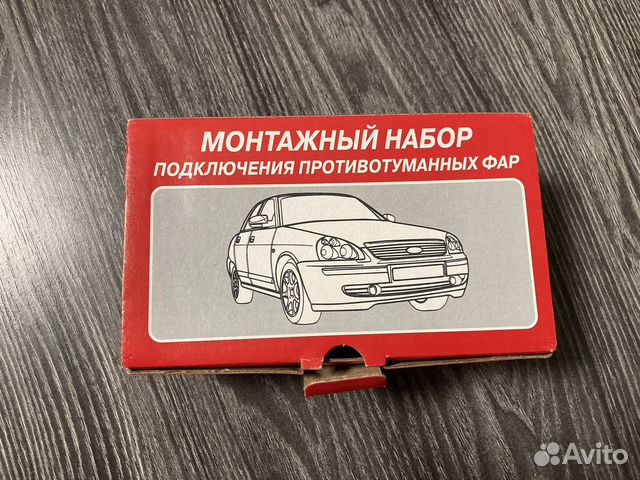 МОНТАЖНЫЙ НАБОР
ПОДКЛЮЧЕНИЯ ПРОТИВОТУМАННЫХ ФАР
Avito